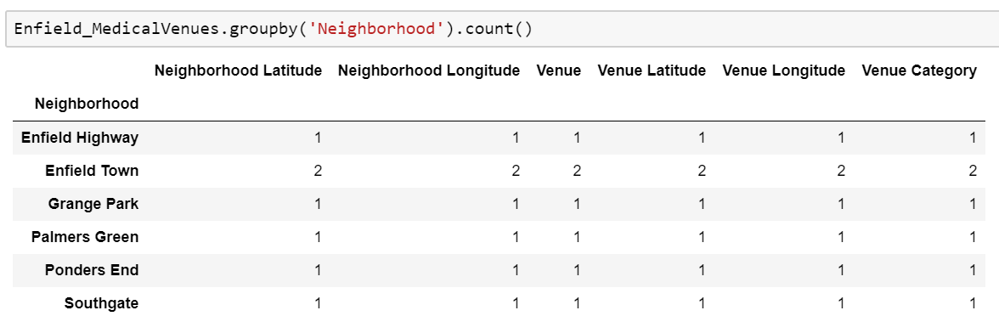 Enfield_MedicalVenues.groupby('Neighborhood').count()
Neighborhood Latitude Neighborhood Longitude Venue Venue Latitude Venue Longitude Venue Category
Neighborhood
Enfield Highway 1 1 1 1 1 1
Enfield Town 2 2 2 2 2 2
Grange Park 1 1 1 1 1 1
Palmers Green 1 1 1 1 1 1
Ponders End 1 1 1 1 1 1
Southgate 1 1 1 1 1 1